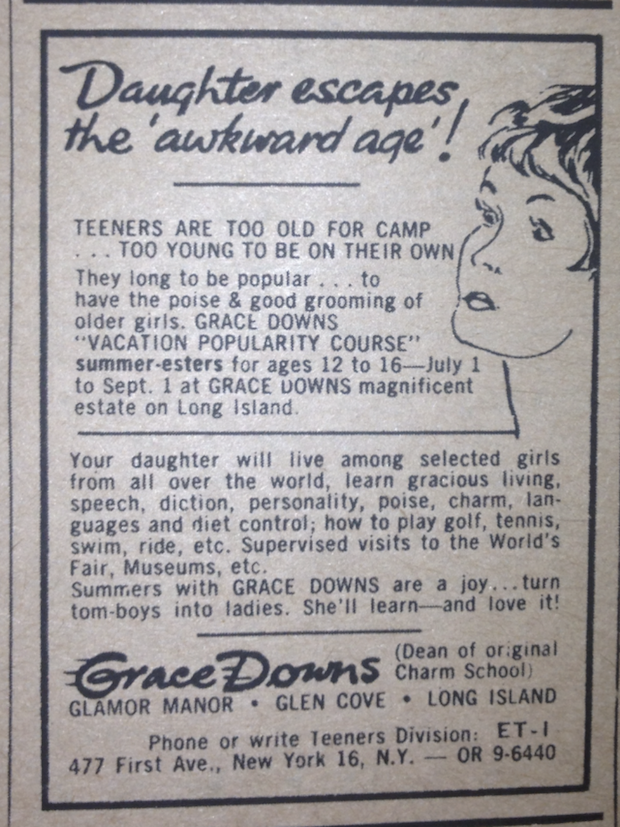 Daughter escapes
the 'awkward age'!
TEENERS ARE TOO OLD FOR CAMP
. . . TOO YOUNG TO BE ON THEIR OWN
They long to be popular . . . to
have the poise & good grooming of
older girls. GRACE DOWNS
"VACATION POPULARITY COURSE"
summer-esters for ages 12 to 16—July 1
to Sept. 1 at GRACE DOWNS magnificent
estate on Long Island.
Your daughter will live among selected girls
from all over the world, learn gracious living,
speech, diction, personality, poise, charm, lan-
guages and diet control; how to play golf, tennis,
swim, ride, etc. Supervised visits to the World's
Fair, Museums, etc.
Summers with GRACE DOWNS are a joy...turn
tom-boys into ladies. She'll learn—and love it!
Grace Downs (Dean of original
Charm School)
GLAMOR MANOR • GLEN COVE • LONG ISLAND
Phone or write Teeners Division: ET-I
477 First Ave., New York 16, N.Y. — OR 9-6440